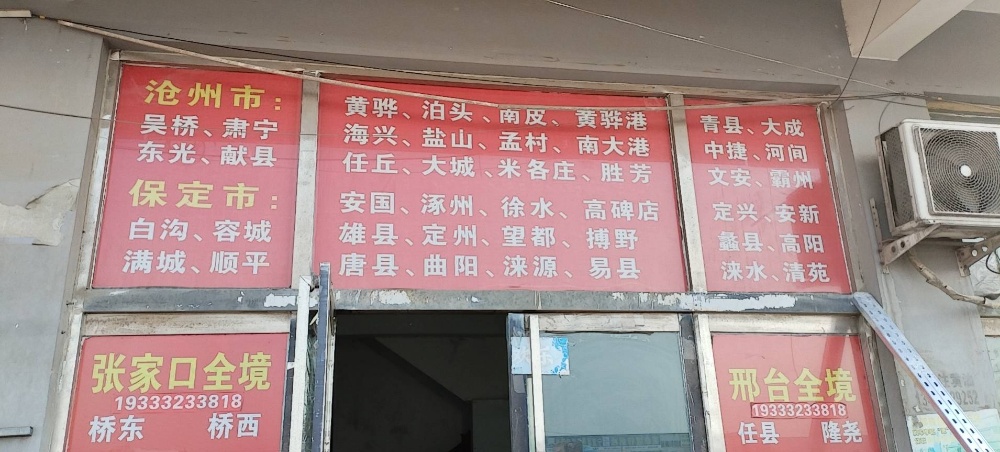 沧州市：
吴桥、肃宁
东光、献县
保定市：
白沟、容城
满城、顺平
黄骅、泊头、南皮、黄骅港
海兴、盐山、孟村、南大港
任丘、大城、米各庄、胜芳
安国、涿州、徐水、高碑店
雄县、定州、望都、搏野
唐县、曲阳、涞源、易县
青县、大成
中捷、河间
文安、霸州
定兴、安新
蠡县、高阳
涞水、清苑
张家口全境
19333233818
桥东 桥西
邢台全境
19333233818
任县 隆尧